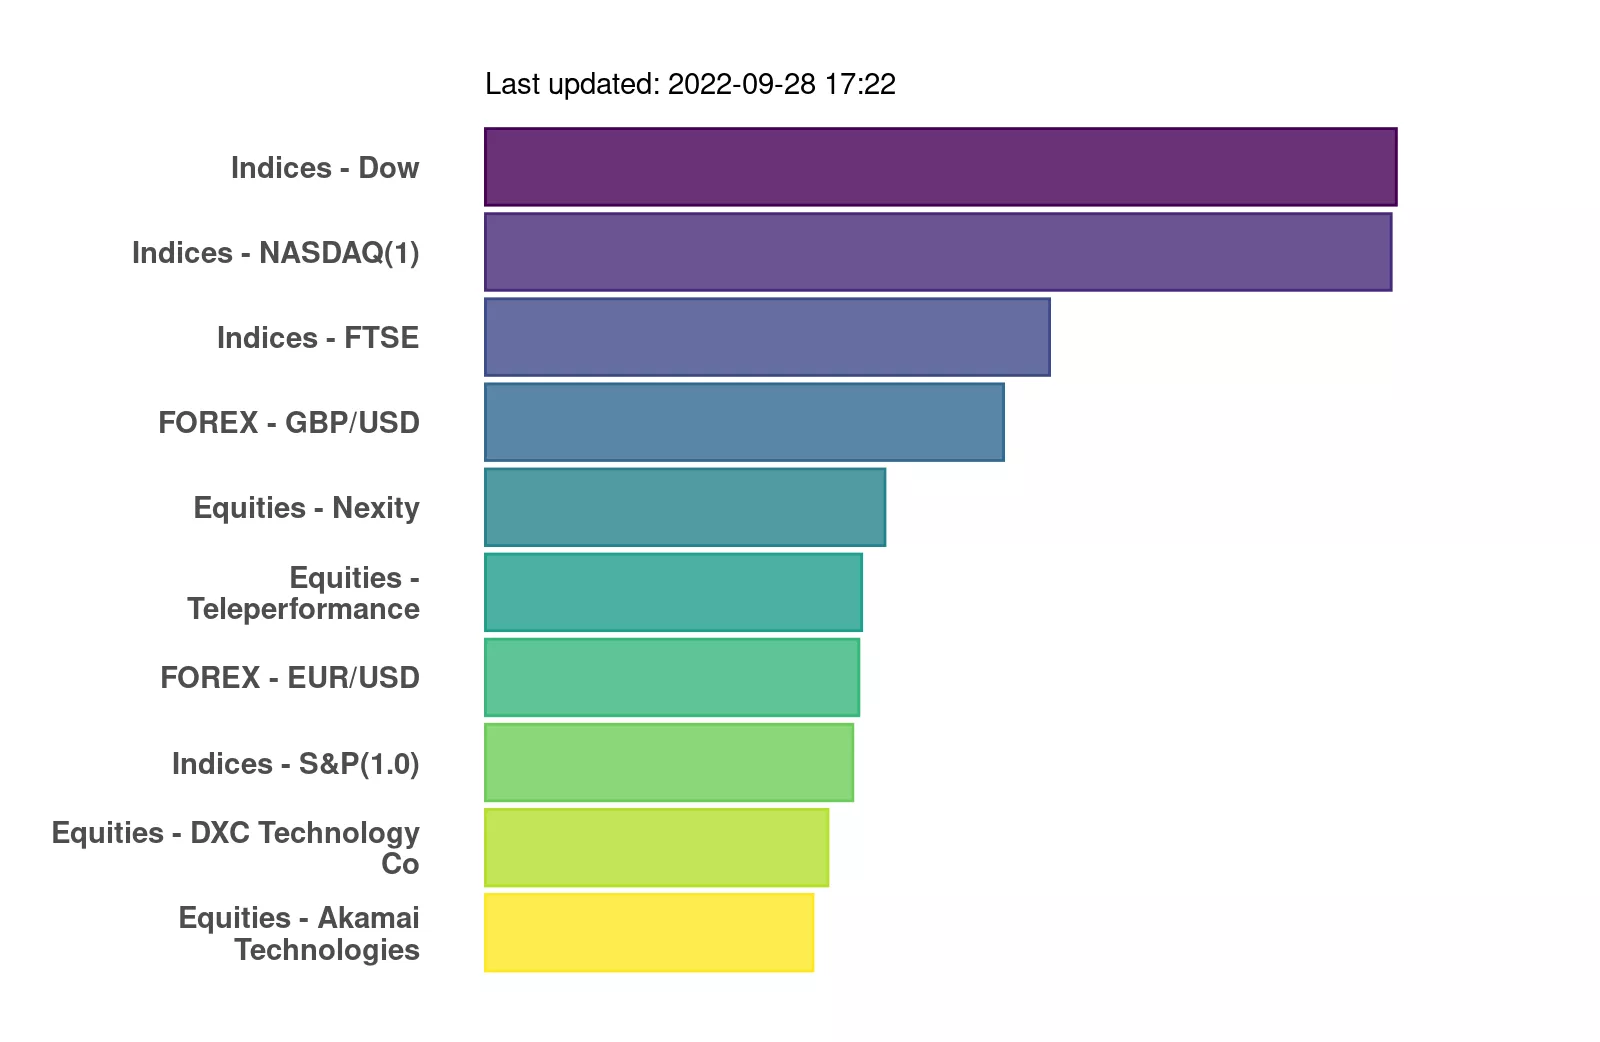 Last updated: 2022-09-28 17:22
Indices - Dow
Indices - NASDAQ(1)
Indices - FTSE
FOREX - GBP/USD
Equities - Nexity
Equities -
Teleperformance
FOREX - EUR/USD
Indices - S&P(1.0)
Equities - DXC Technology
Co
Equities - Akamai
Technologies